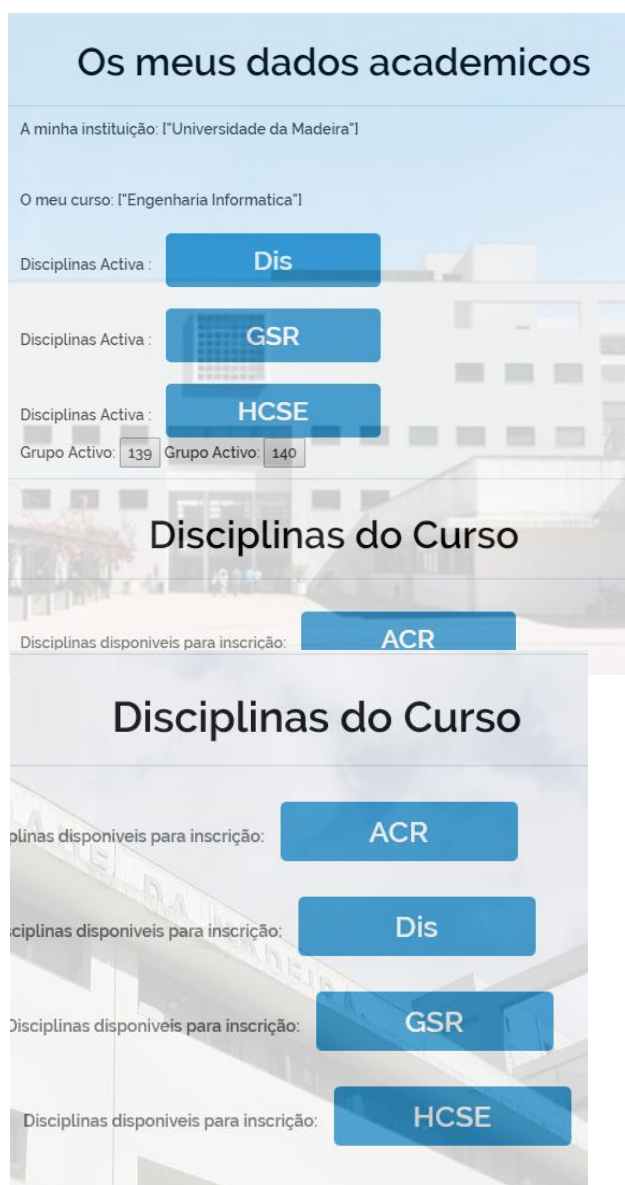 Os meus dados academicos
A minha instituição: ["Universidade da Madeira"]
O meu curso: ["Engenharia Informatica"]
Disciplinas Activa : Dis
Disciplinas Activa : GSR
Disciplinas Activa : HCSE
Grupo Activo: 139 Grupo Activo: 140
Disciplinas do Curso
Disciplinas disponiveis para inscrição: ACR
Disciplinas do Curso
plinas disponiveis para inscrição: ACR
ciplinas disponiveis para inscrição: Dis
Disciplinas disponiveis para inscrição: GSR
Disciplinas disponiveis para inscrição: HCSE
DA MADEIRA